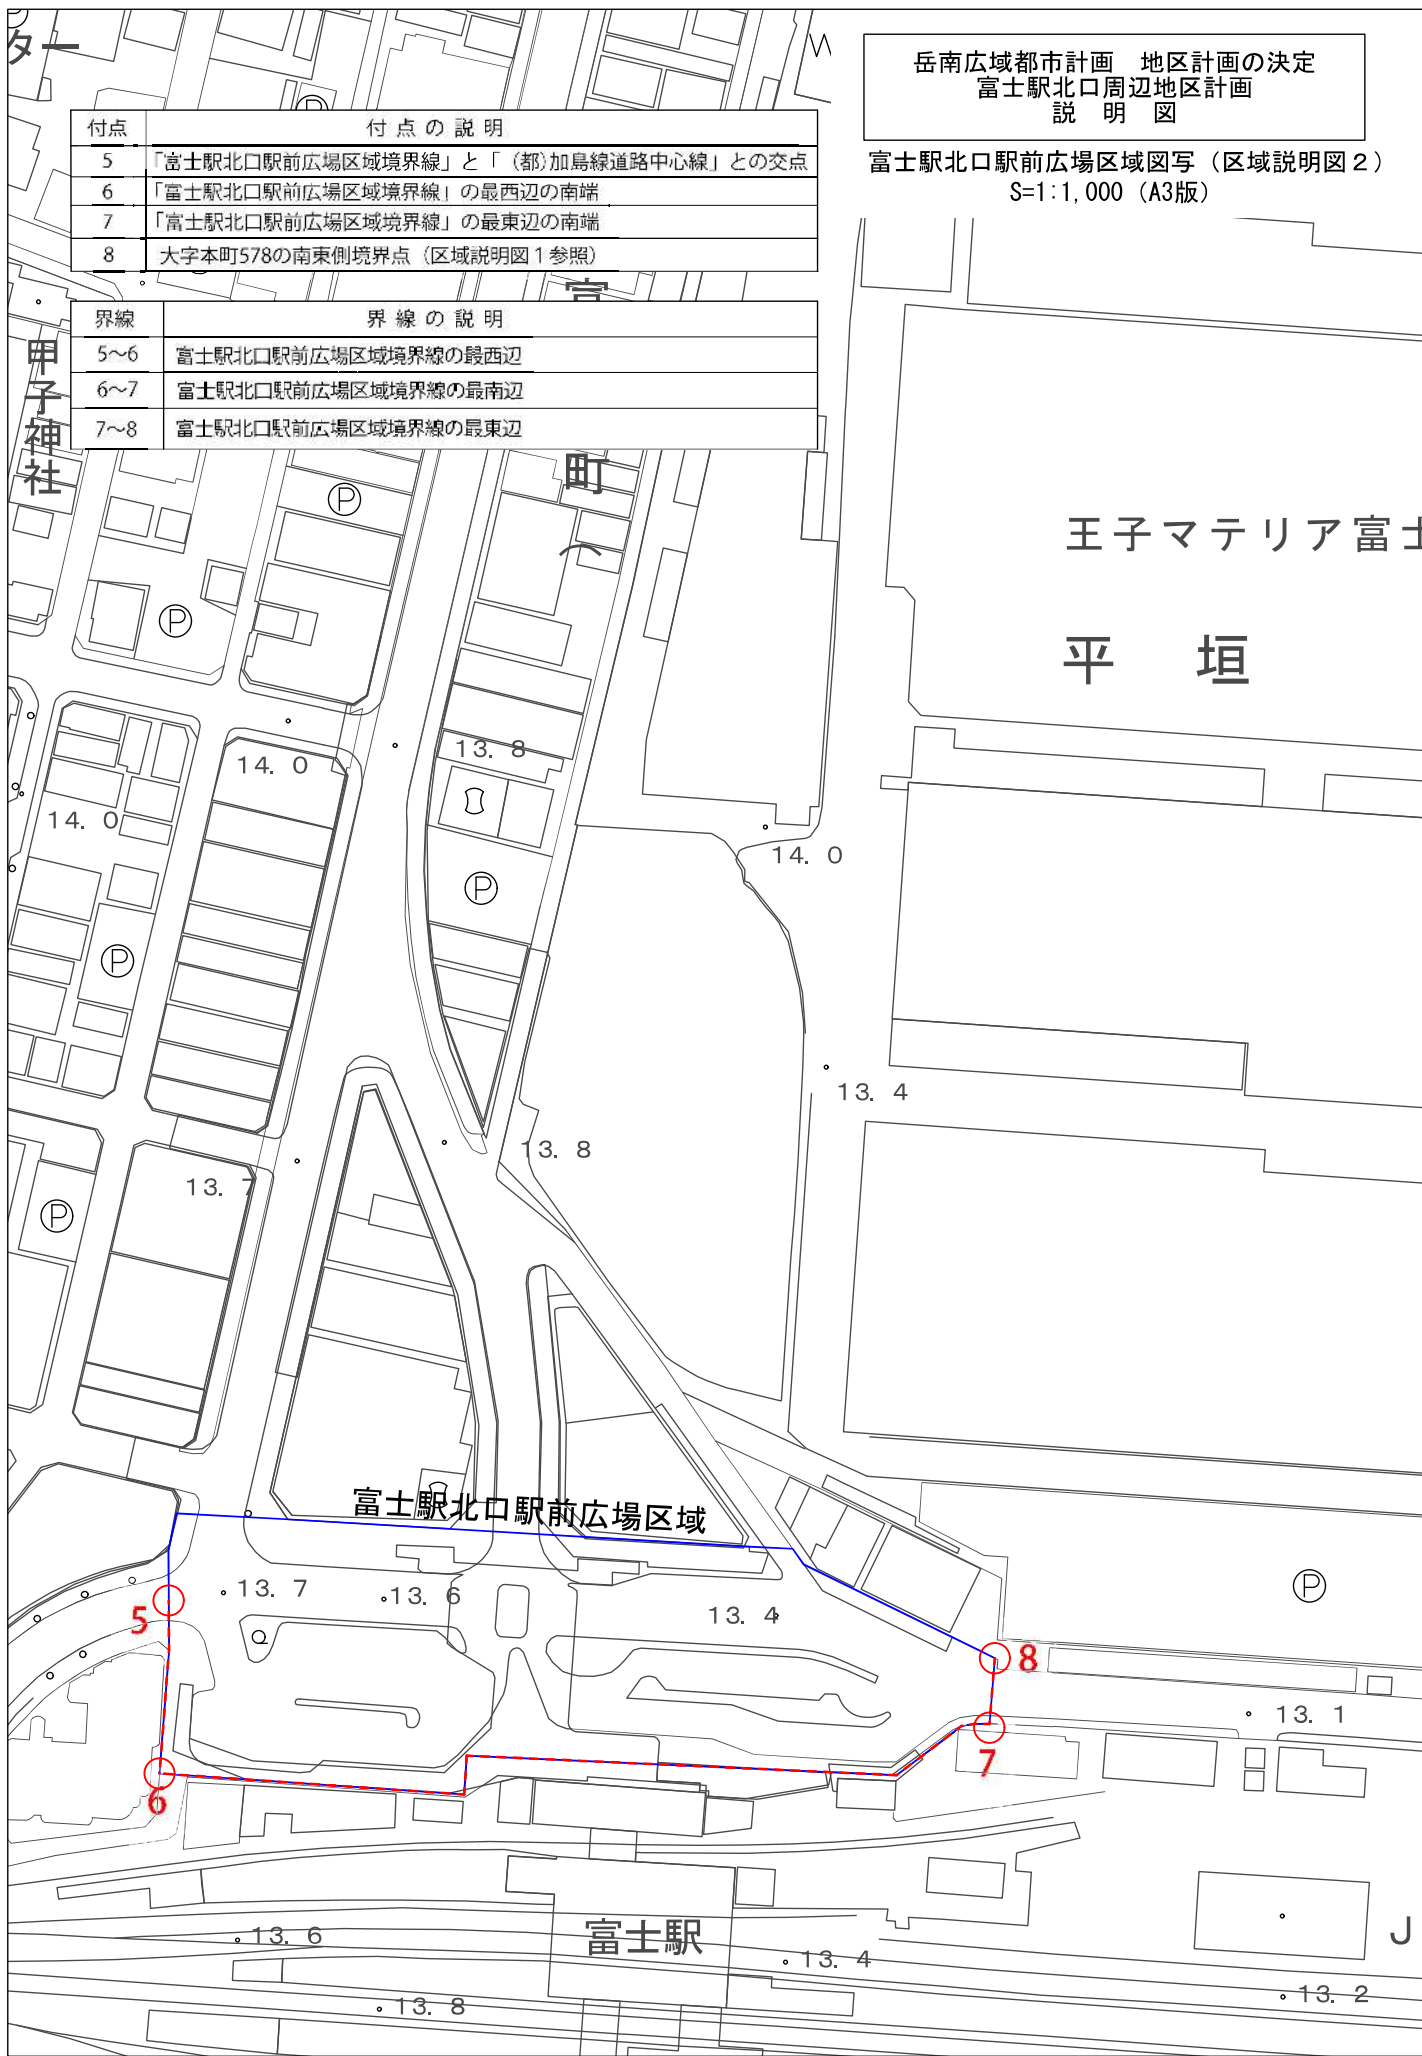 岳南広域都市計画　地区計画の決定
富士駅北口周辺地区計画
説　明　図
富士駅北口駅前広場区域図写（区域説明図２）
S=1:1,000（A3版）
ター
付点 付点の説明
5 「富士駅北口駅前広場区域境界線」と「（都）加島線道路中心線」との交点
6 「富士駅北口駅前広場区域境界線」の最西辺の南端
7 「富士駅北口駅前広場区域境界線」の最東辺の南端
8 大字本町578の南東側境界点（区域説明図１参照）
界線 界線の説明
5～6 富士駅北口駅前広場区域境界線の最西辺
6～7 富士駅北口駅前広場区域境界線の最南辺
7～8 富士駅北口駅前広場区域境界線の最東辺
富
町
（
甲子神社
P
P
P
P
P
P
P
王子マテリア富士
平　垣
13.8
14.0
14.0
14.0
13.4
13.8
13.7
富士駅北口駅前広場区域
13.7
13.6
13.4
5
8
13.1
7
6
富士駅
13.6
13.4
J
13.8
13.2